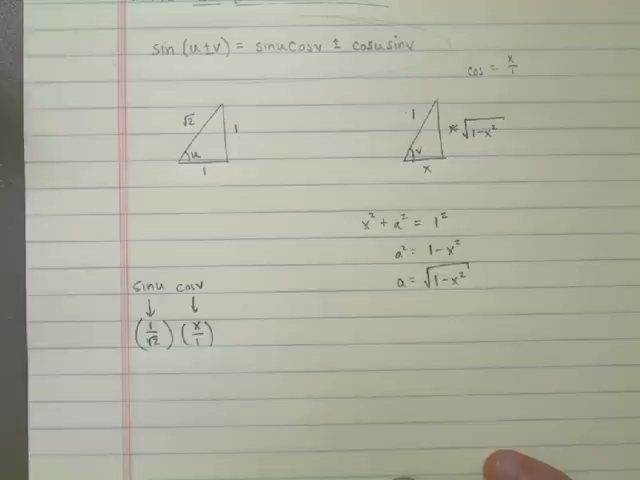 sin (u±v) = sinucosv ± cosusinv
cos = x/1
√2
1
u
1
1
√1-x²
v
x
x² + a² = 1²
a² = 1-x²
a = √1-x²
sinu cosv
↓ ↓
(1/√2) (x/1)